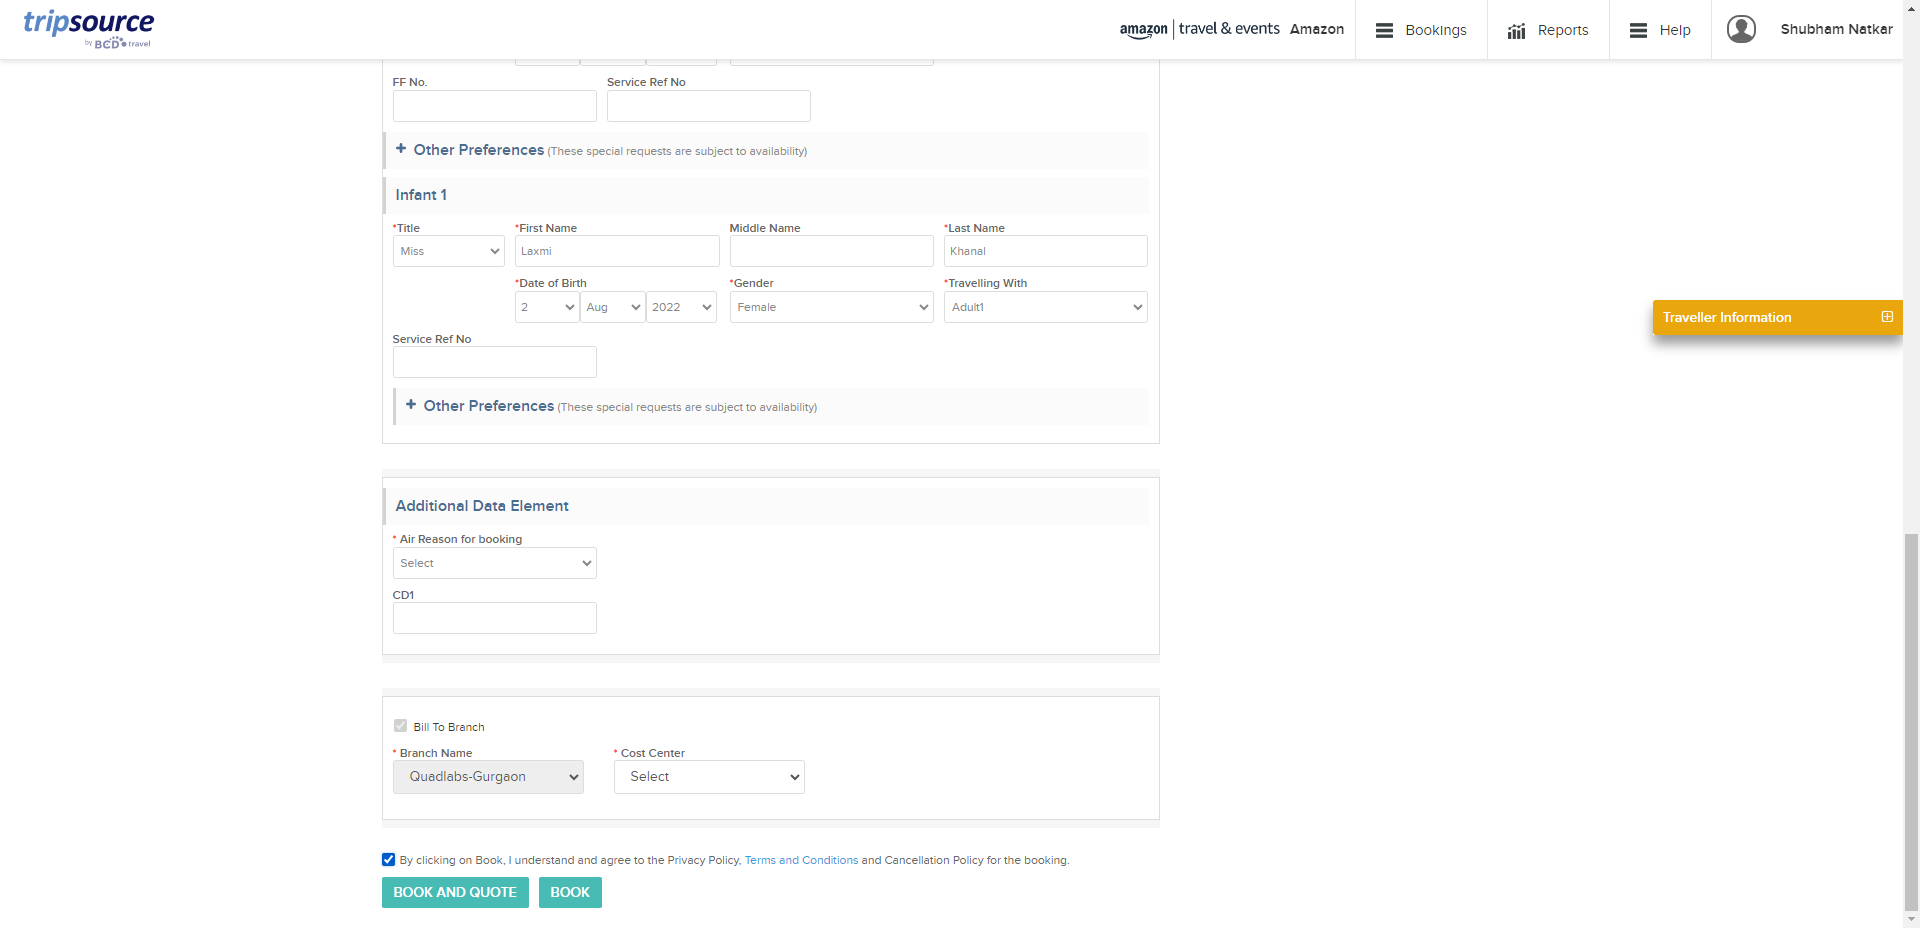 tripsource
by BCD travel
amazon | travel & events Amazon
Bookings
Reports
Help
Shubham Natkar
FF No.
Service Ref No
+ Other Preferences (These special requests are subject to availability)
Infant 1
*Title
*First Name
Middle Name
*Last Name
Miss
Laxmi
Khanal
*Date of Birth
*Gender
*Travelling With
2
Aug
2022
Female
Adult1
Traveller Information
Service Ref No
+ Other Preferences (These special requests are subject to availability)
Additional Data Element
* Air Reason for booking
Select
CD1
Bill To Branch
* Branch Name
* Cost Center
Quadlabs-Gurgaon
Select
By clicking on Book, I understand and agree to the Privacy Policy, Terms and Conditions and Cancellation Policy for the booking.
BOOK AND QUOTE
BOOK